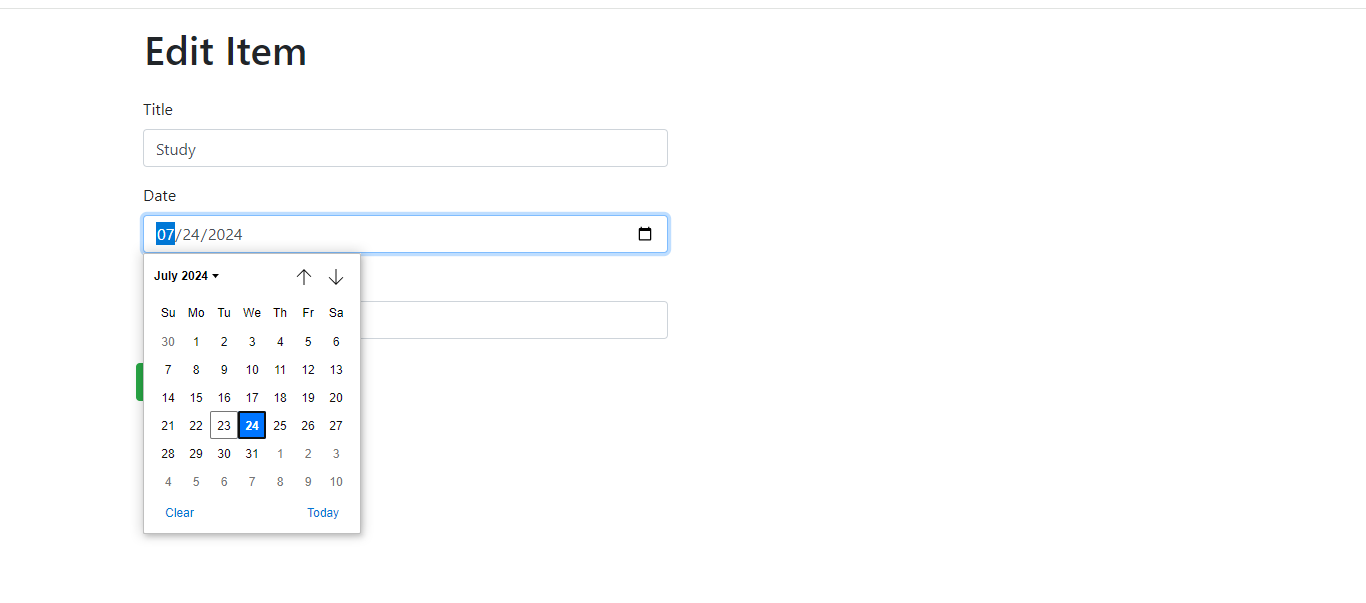 Edit Item
Title
Study
Date
07/24/2024
July 2024
Su Mo Tu We Th Fr Sa
30 1 2 3 4 5 6
7 8 9 10 11 12 13
14 15 16 17 18 19 20
21 22 23 24 25 26 27
28 29 30 31 1 2 3
4 5 6 7 8 9 10
Clear Today